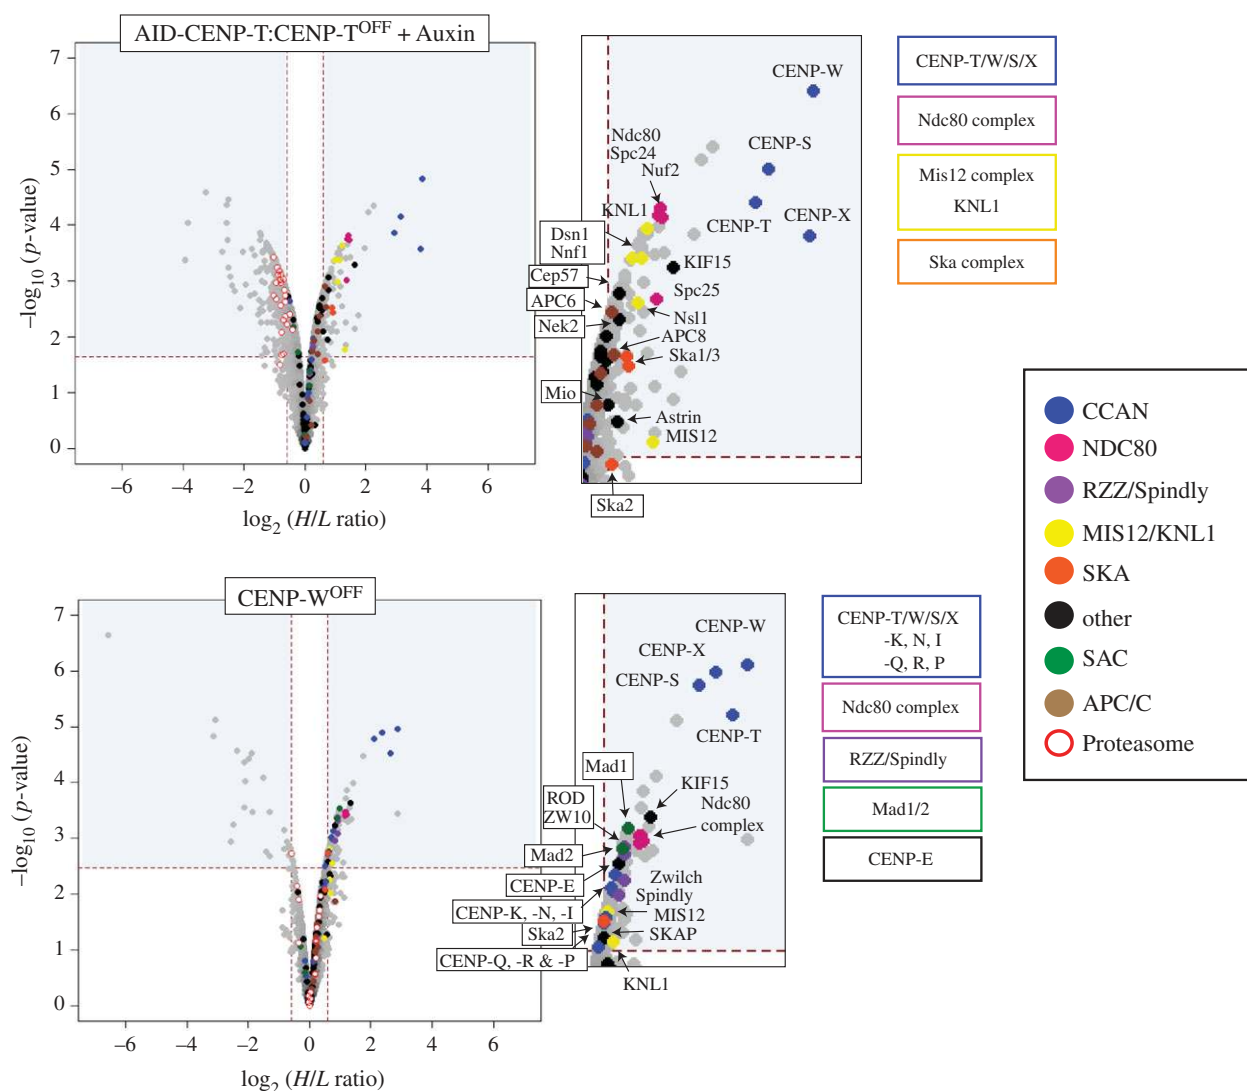 AID-CENP-T:CENP-T^OFF + Auxin
7
6
5
4
3
2
1
0
–log10 (p-value)
–6
–4
–2
0
2
4
6
log2 (H/L ratio)
CENP-W
CENP-S
Ndc80
Spc24
Nuf2
KNL1
CENP-T
CENP-X
Dsn1
Nnf1
KIF15
Cep57
Spc25
APC6
Nsl1
Nek2
APC8
Ska1/3
Mio
Astrin
MIS12
Ska2
CENP-T/W/S/X
Ndc80 complex
Mis12 complex
KNL1
Ska complex
CCAN
NDC80
RZZ/Spindly
MIS12/KNL1
SKA
other
SAC
APC/C
Proteasome
CENP-W^OFF
7
6
5
4
3
2
1
0
–log10 (p-value)
–6
–4
–2
0
2
4
6
log2 (H/L ratio)
CENP-W
CENP-X
CENP-S
CENP-T
Mad1
KIF15
ROD
ZW10
Ndc80
complex
Mad2
CENP-E
Zwilch
Spindly
CENP-K, -N, -I
MIS12
Ska2
SKAP
CENP-Q, -R & -P
KNL1
CENP-T/W/S/X
-K, N, I
-Q, R, P
Ndc80 complex
RZZ/Spindly
Mad1/2
CENP-E